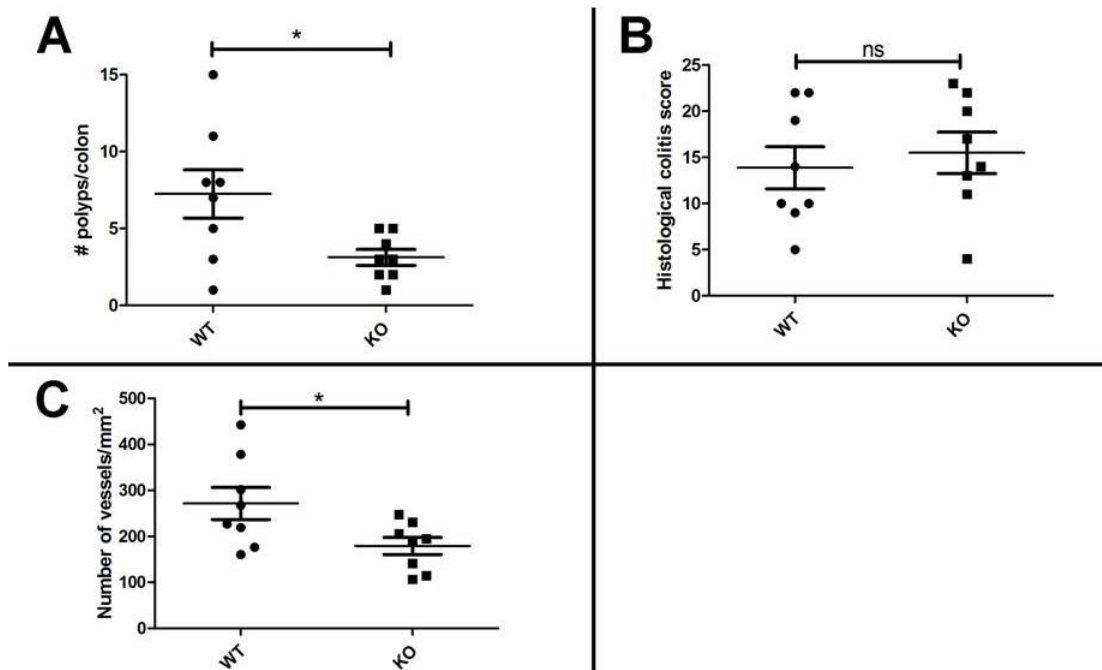 A
*
15
10
5
0
# polyps/colon
WT
KO
B
ns
25
20
15
10
5
0
Histological colitis score
WT
KO
C
*
500
400
300
200
100
0
Number of vessels/mm²
WT
KO